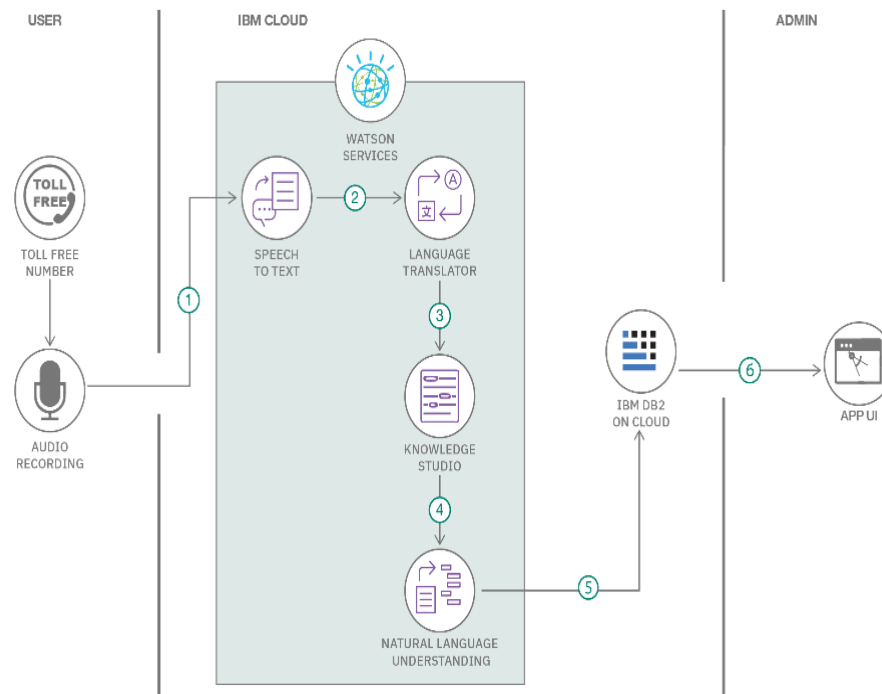 USER
IBM CLOUD
ADMIN
WATSON
SERVICES
TOLL
FREE
TOLL FREE
NUMBER
SPEECH
TO TEXT
2
A
文
LANGUAGE
TRANSLATOR
1
3
AUDIO
RECORDING
KNOWLEDGE
STUDIO
IBM DB2
ON CLOUD
6
APP UI
4
5
NATURAL LANGUAGE
UNDERSTANDING